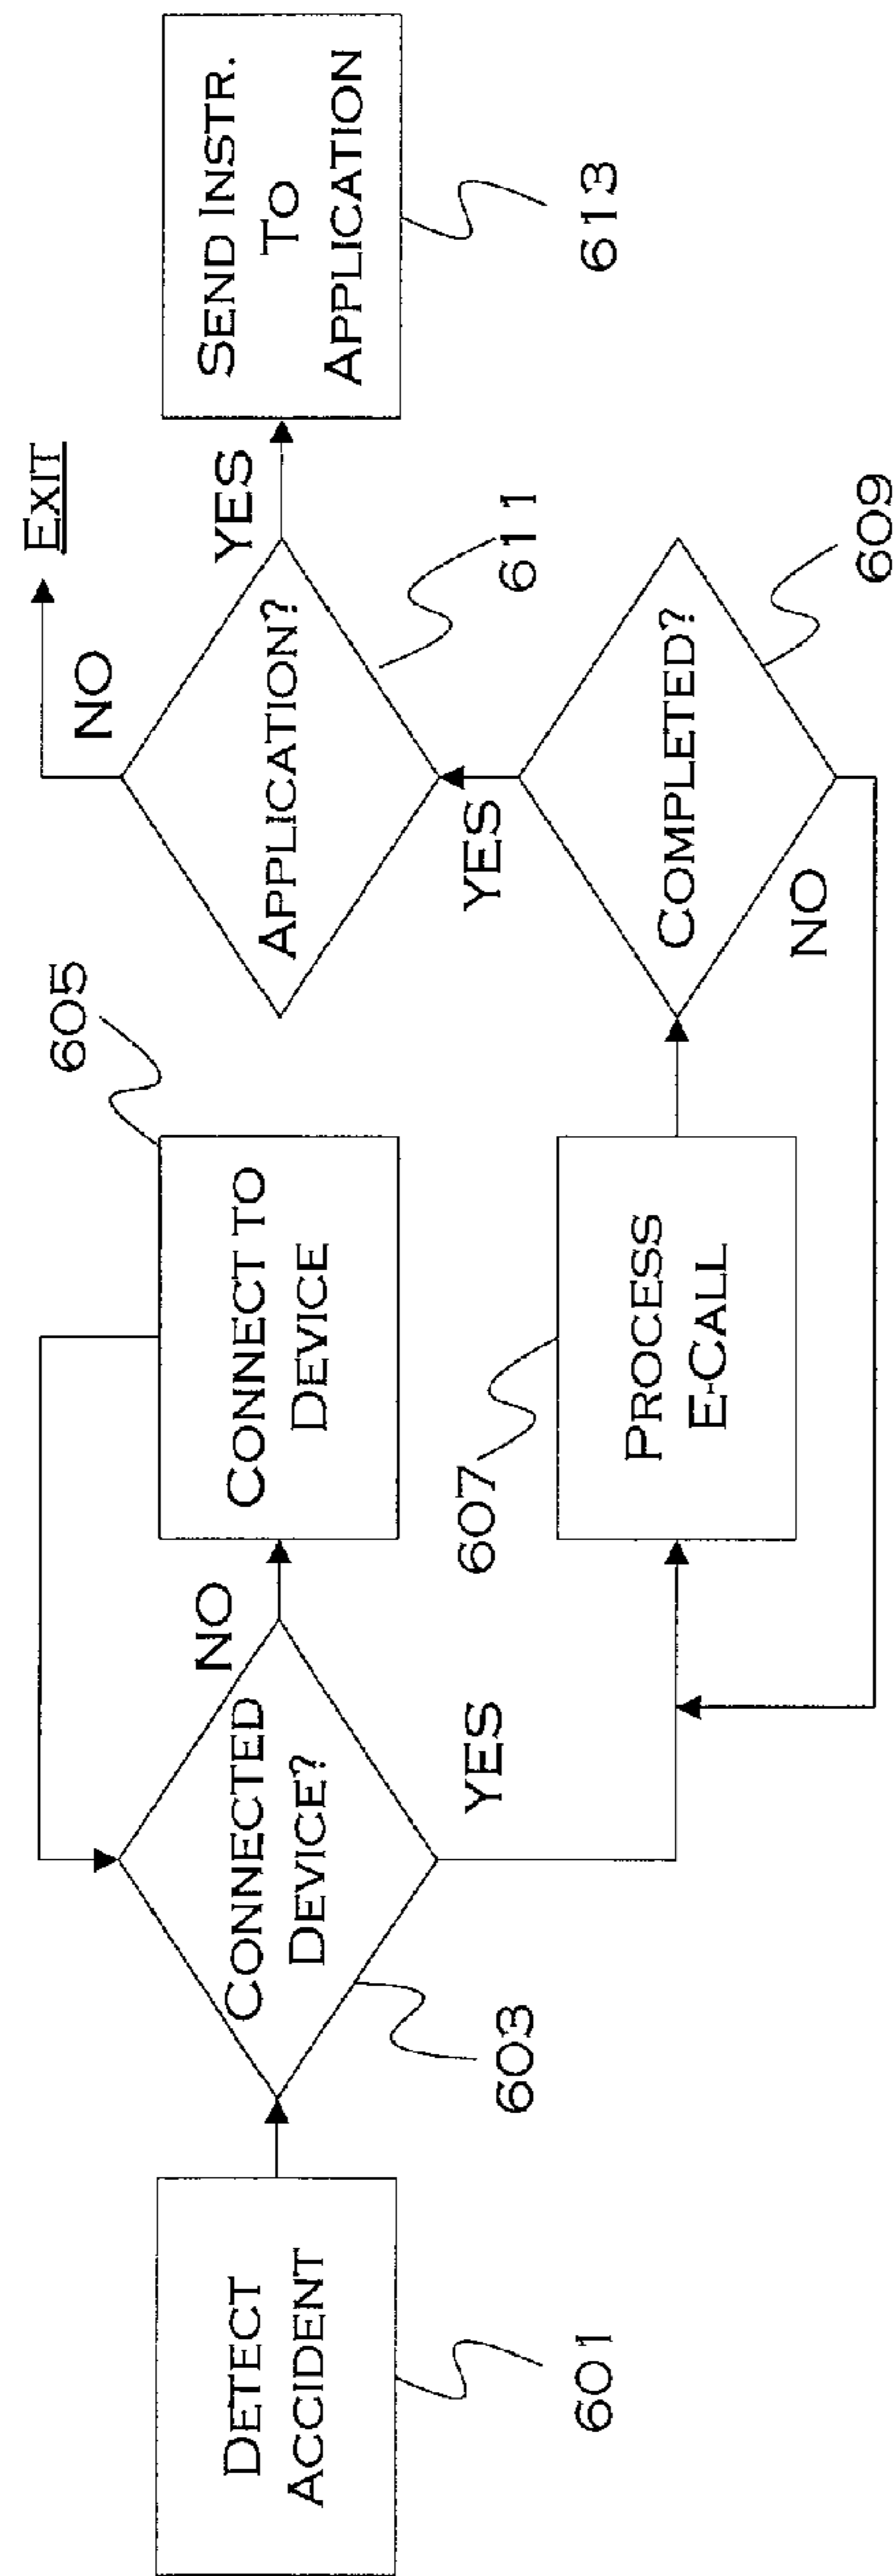 DETECT
ACCIDENT
601
CONNECTED
DEVICE?
603
NO
YES
CONNECT TO
DEVICE
605
PROCESS
E-CALL
607
COMPLETED?
609
NO
YES
APPLICATION?
611
NO
EXIT
YES
SEND INSTR.
TO
APPLICATION
613